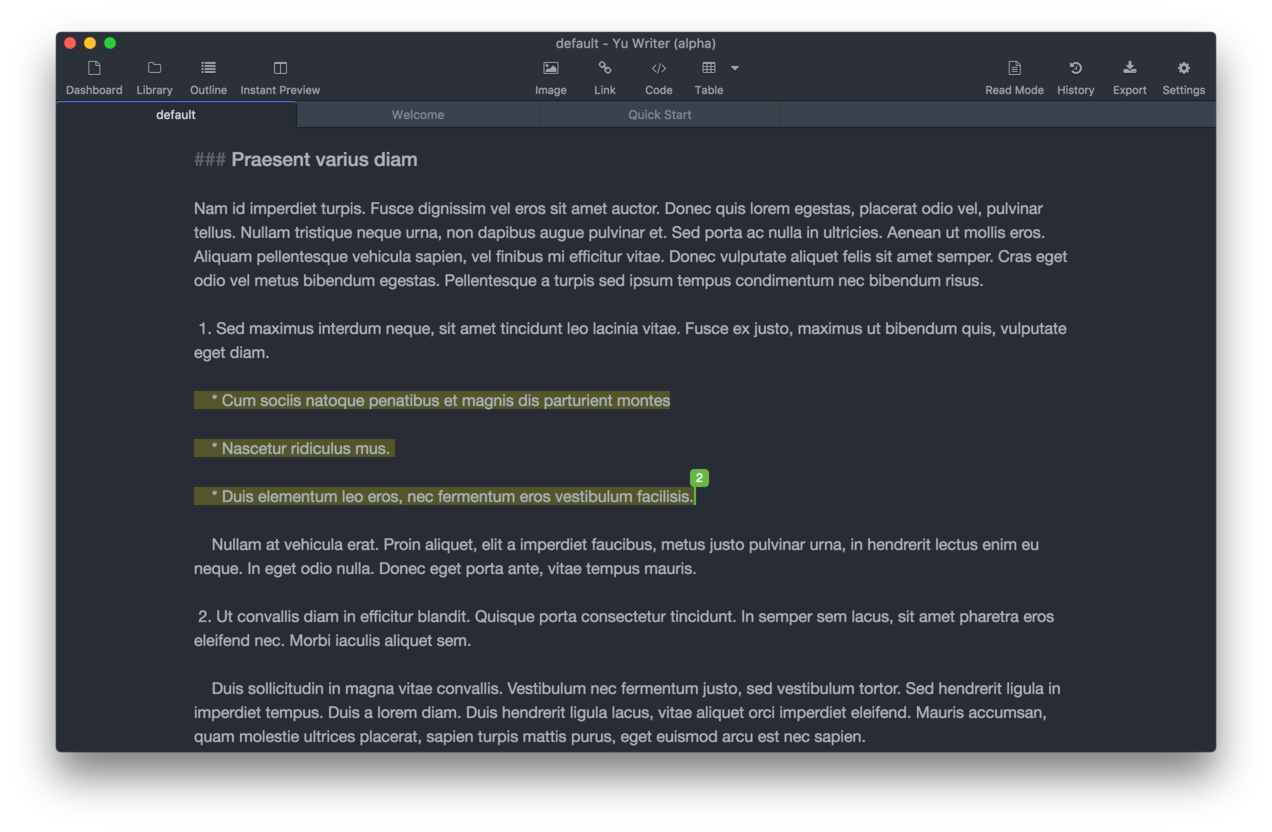 default - Yu Writer (alpha)
Dashboard Library Outline Instant Preview Image Link Code Table Read Mode History Export Settings
default Welcome Quick Start
### Praesent varius diam
Nam id imperdiet turpis. Fusce dignissim vel eros sit amet auctor. Donec quis lorem egestas, placerat odio vel, pulvinar
tellus. Nullam tristique neque urna, non dapibus augue pulvinar et. Sed porta ac nulla in ultricies. Aenean ut mollis eros.
Aliquam pellentesque vehicula sapien, vel finibus mi efficitur vitae. Donec vulputate aliquet felis sit amet semper. Cras eget
odio vel metus bibendum egestas. Pellentesque a turpis sed ipsum tempus condimentum nec bibendum risus.
1. Sed maximus interdum neque, sit amet tincidunt leo lacinia vitae. Fusce ex justo, maximus ut bibendum quis, vulputate
eget diam.
* Cum sociis natoque penatibus et magnis dis parturient montes
* Nascetur ridiculus mus.
2
* Duis elementum leo eros, nec fermentum eros vestibulum facilisis.
Nullam at vehicula erat. Proin aliquet, elit a imperdiet faucibus, metus justo pulvinar urna, in hendrerit lectus enim eu
neque. In eget odio nulla. Donec eget porta ante, vitae tempus mauris.
2. Ut convallis diam in efficitur blandit. Quisque porta consectetur tincidunt. In semper sem lacus, sit amet pharetra eros
eleifend nec. Morbi iaculis aliquet sem.
Duis sollicitudin in magna vitae convallis. Vestibulum nec fermentum justo, sed vestibulum tortor. Sed hendrerit ligula in
imperdiet tempus. Duis a lorem diam. Duis hendrerit ligula lacus, vitae aliquet orci imperdiet eleifend. Mauris accumsan,
quam molestie ultrices placerat, sapien turpis mattis purus, eget euismod arcu est nec sapien.